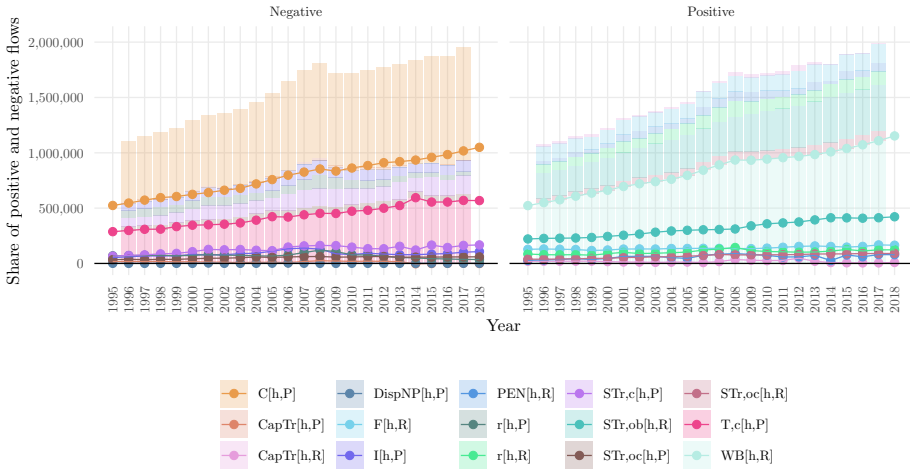 Negative
Positive
Share of positive and negative flows
2,000,000
1,500,000
1,000,000
500,000
0
1995 1996 1997 1998 1999 2000 2001 2002 2003 2004 2005 2006 2007 2008 2009 2010 2011 2012 2013 2014 2015 2016 2017 2018
1995 1996 1997 1998 1999 2000 2001 2002 2003 2004 2005 2006 2007 2008 2009 2010 2011 2012 2013 2014 2015 2016 2017 2018
Year
C[h,P] DispNP[h,P] PEN[h,R] STr,c[h,P] STr,oc[h,R]
CapTr[h,P] F[h,R] r[h,P] STr,ob[h,R] T,c[h,P]
CapTr[h,R] I[h,P] r[h,R] STr,oc[h,P] WB[h,R]